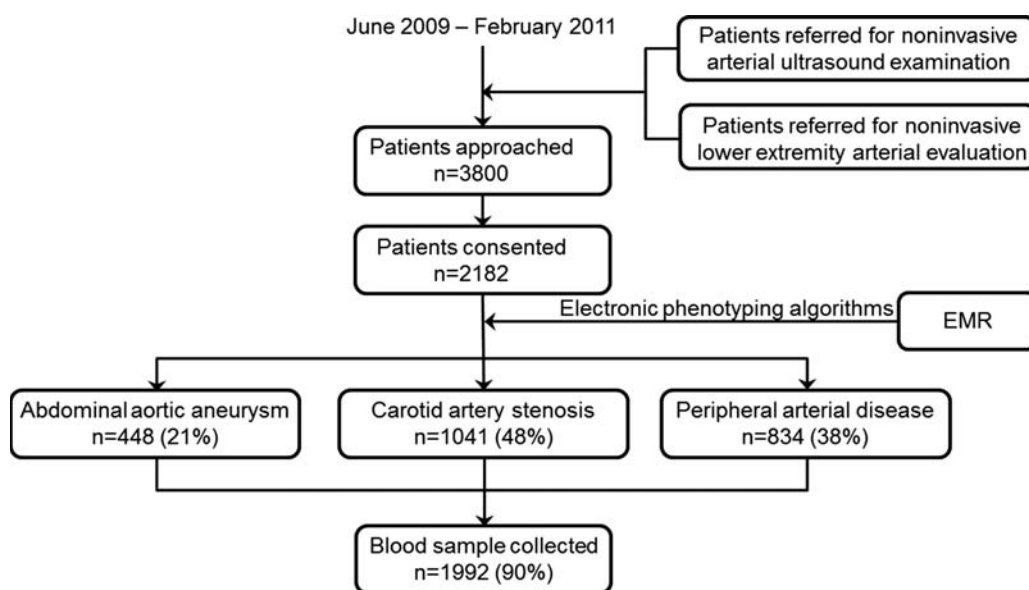 June 2009 – February 2011
Patients referred for noninvasive
arterial ultrasound examination
Patients referred for noninvasive
lower extremity arterial evaluation
Patients approached
n=3800
Patients consented
n=2182
Electronic phenotyping algorithms
EMR
Abdominal aortic aneurysm
n=448 (21%)
Carotid artery stenosis
n=1041 (48%)
Peripheral arterial disease
n=834 (38%)
Blood sample collected
n=1992 (90%)